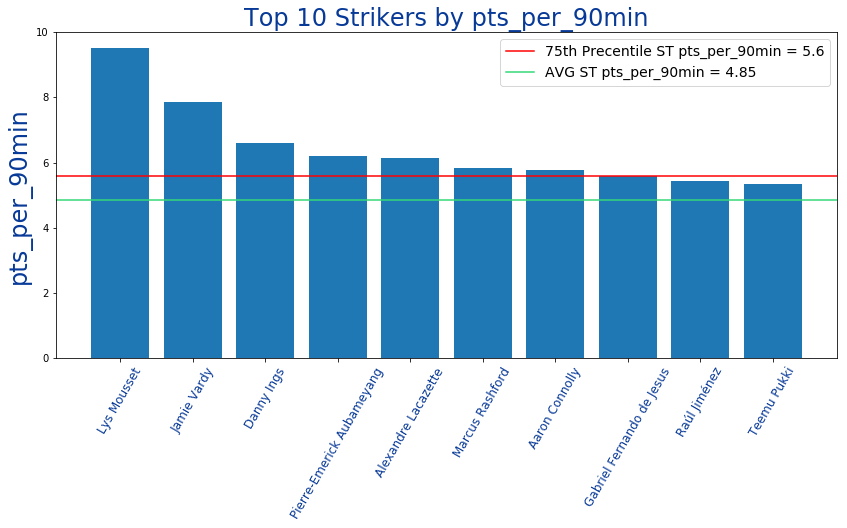 Top 10 Strikers by pts_per_90min
75th Precentile ST pts_per_90min = 5.6
AVG ST pts_per_90min = 4.85
pts_per_90min
10
8
6
4
2
0
Lys Mousset
Jamie Vardy
Danny Ings
Pierre-Emerick Aubameyang
Alexandre Lacazette
Marcus Rashford
Aaron Connolly
Gabriel Fernando de Jesus
Raúl Jiménez
Teemu Pukki